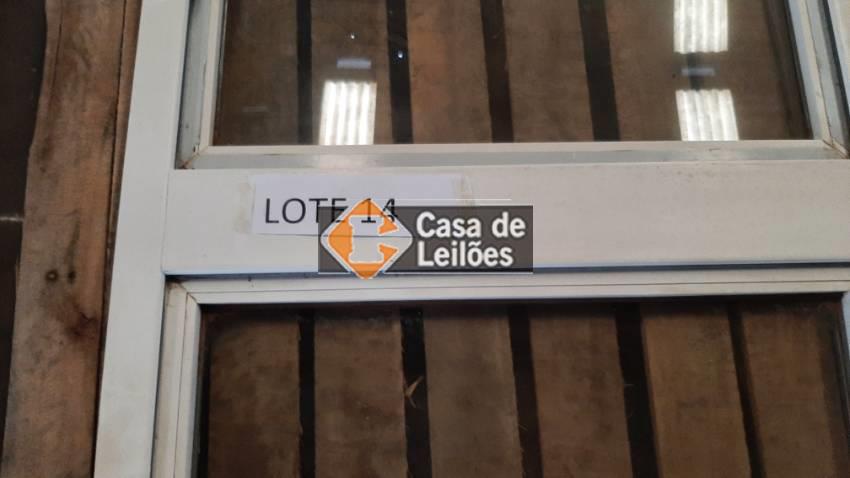 LOTE 14
Casa de
Leilões